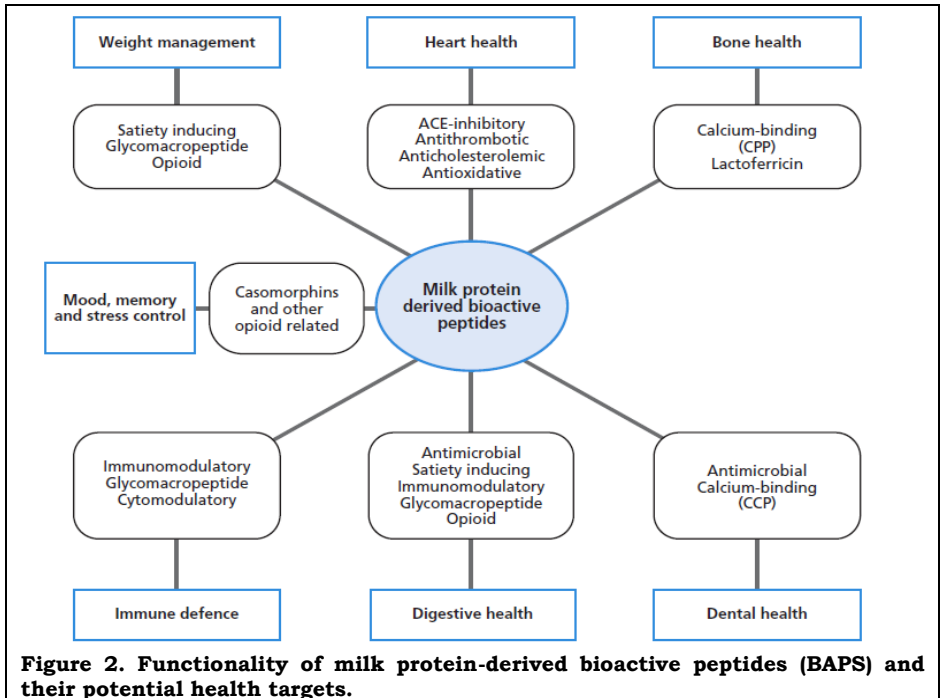 Weight management
Heart health
Bone health
Satiety inducing
Glycomacropeptide
Opioid
ACE-inhibitory
Antithrombotic
Anticholesterolemic
Antioxidative
Calcium-binding
(CPP)
Lactoferricin
Mood, memory
and stress control
Casomorphins
and other
opioid related
Milk protein
derived bioactive
peptides
Immunomodulatory
Glycomacropeptide
Cytomodulatory
Antimicrobial
Satiety inducing
Immunomodulatory
Glycomacropeptide
Opioid
Antimicrobial
Calcium-binding
(CCP)
Immune defence
Digestive health
Dental health
Figure 2. Functionality of milk protein-derived bioactive peptides (BAPS) and
their potential health targets.